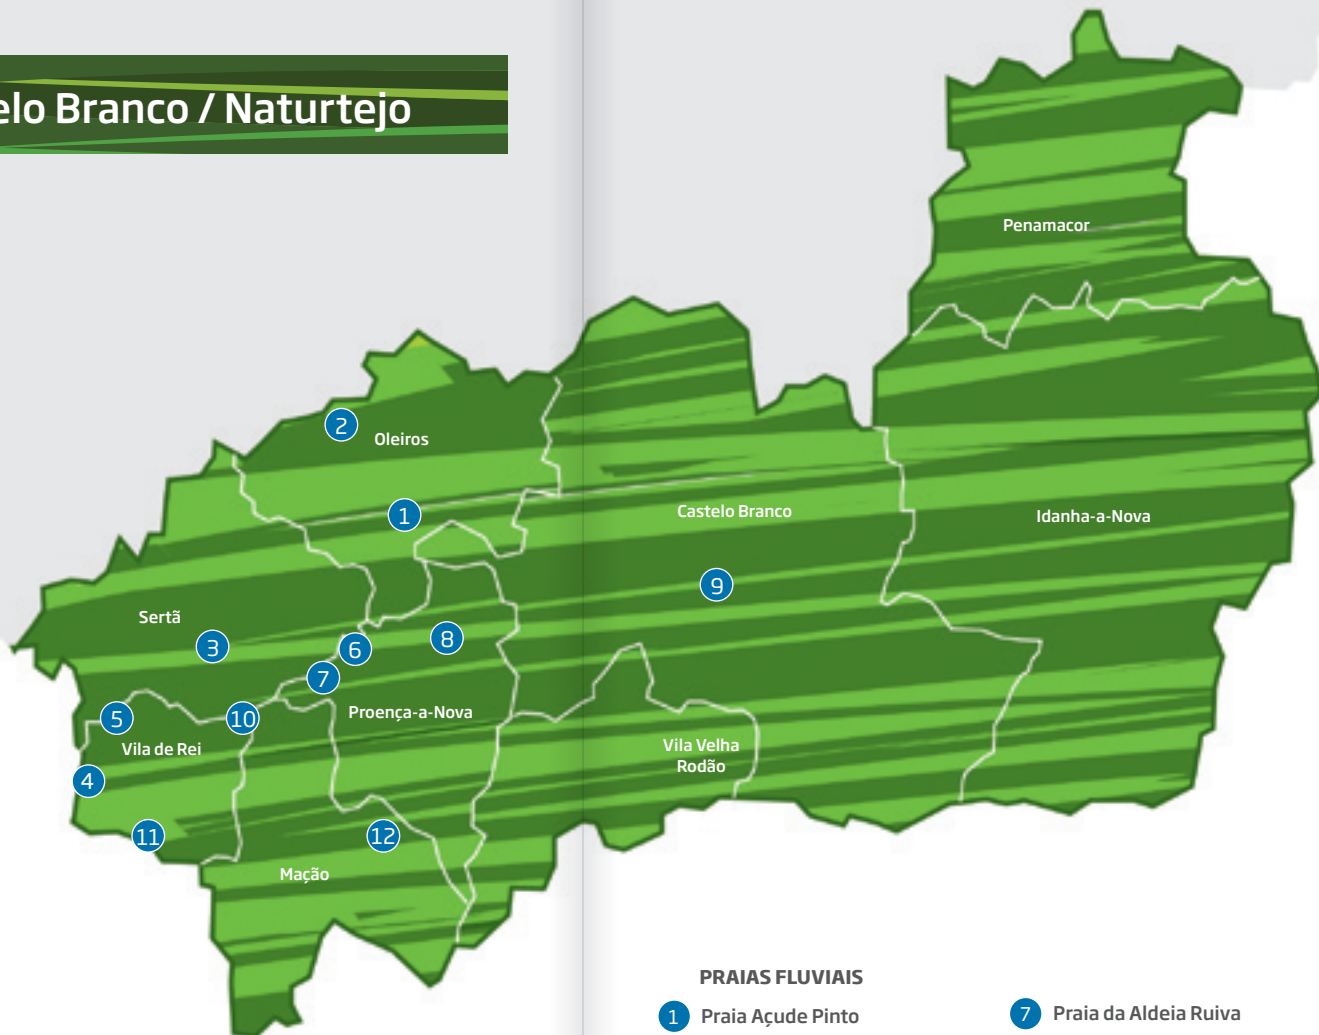 elo Branco / Naturtejo
Penamacor
2
Oleiros
1
Castelo Branco
Idanha-a-Nova
9
Sertã
3
6
8
7
5
10
Proença-a-Nova
Vila de Rei
Vila Velha
Rodão
4
11
12
Mação
PRAIAS FLUVIAIS
1 Praia Açude Pinto
7 Praia da Aldeia Ruiva